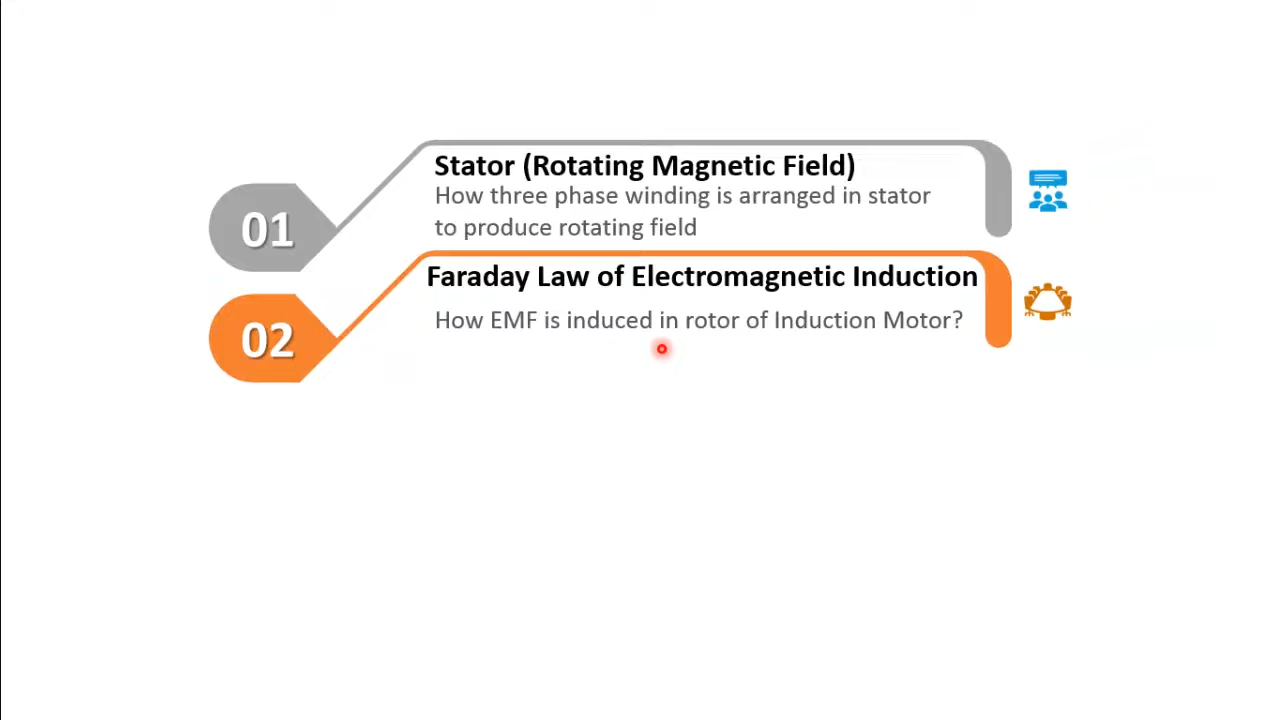 01
Stator (Rotating Magnetic Field)
How three phase winding is arranged in stator
to produce rotating field
02
Faraday Law of Electromagnetic Induction
How EMF is induced in rotor of Induction Motor?